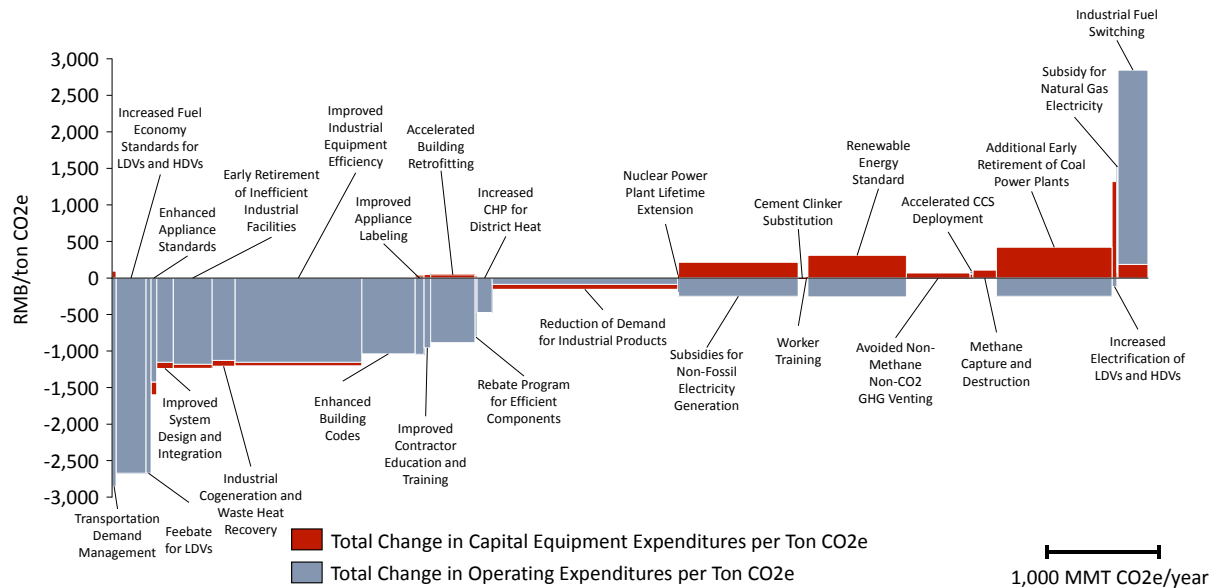 Industrial Fuel
Switching
3,000
2,500
2,000
1,500
1,000
500
0
-500
-1,000
-1,500
-2,000
-2,500
-3,000
RMB/ton CO2e
Increased Fuel
Economy
Standards for
LDVs and HDVs
Enhanced
Appliance
Standards
Early Retirement
of Inefficient
Industrial
Facilities
Improved
Industrial
Equipment
Efficiency
Improved
Appliance
Labeling
Accelerated
Building
Retrofitting
Increased
CHP for
District Heat
Nuclear Power
Plant Lifetime
Extension
Cement Clinker
Substitution
Renewable
Energy
Standard
Accelerated CCS
Deployment
Additional Early
Retirement of Coal
Power Plants
Subsidy for
Natural Gas
Electricity
Transportation
Demand
Management
Feebate
for LDVs
Improved
System
Design and
Integration
Industrial
Cogeneration and
Waste Heat
Recovery
Enhanced
Building
Codes
Improved
Contractor
Education and
Training
Rebate Program
for Efficient
Components
Reduction of Demand
for Industrial Products
Subsidies for
Non-Fossil
Electricity
Generation
Worker
Training
Avoided Non-
Methane
Non-CO2
GHG Venting
Methane
Capture and
Destruction
Increased
Electrification of
LDVs and HDVs
Total Change in Capital Equipment Expenditures per Ton CO2e
Total Change in Operating Expenditures per Ton CO2e
1,000 MMT CO2e/year